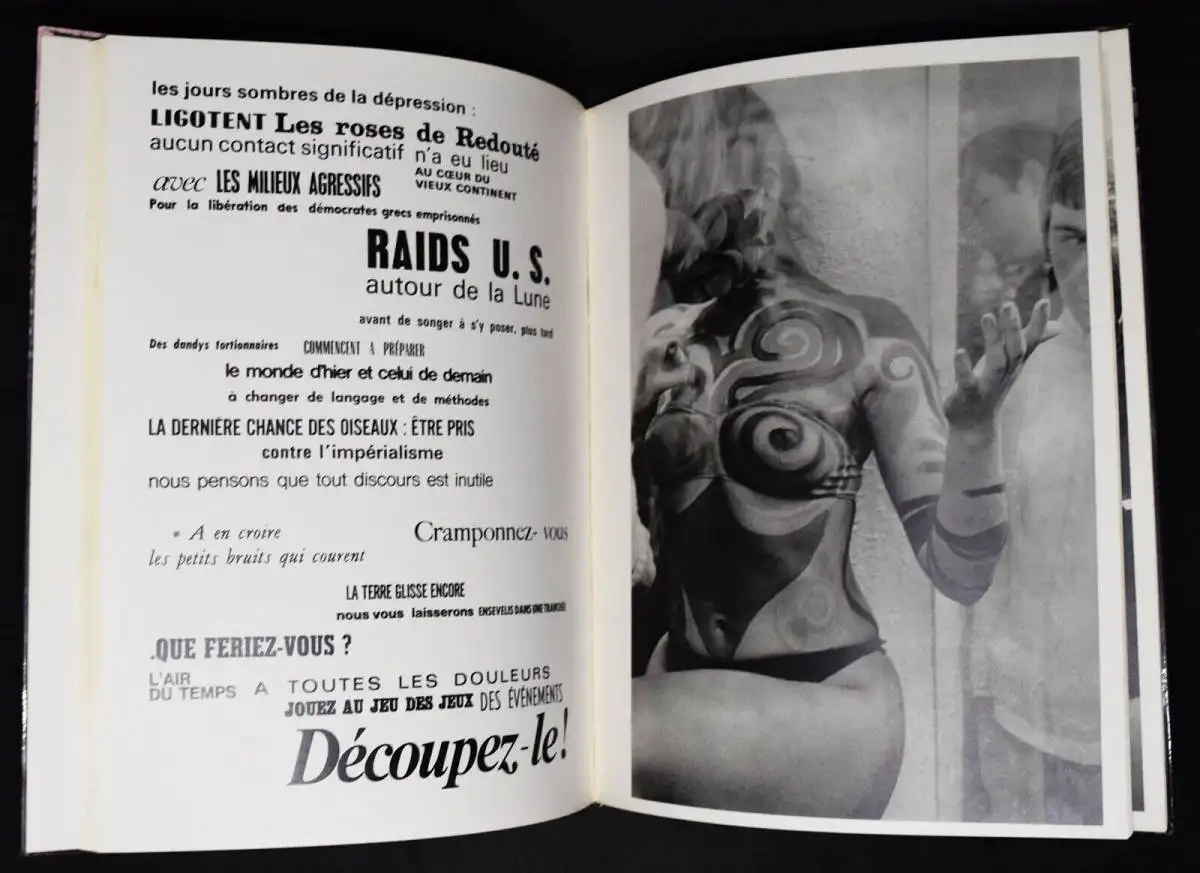 les jours sombres de la dépression :
LIGOTENT Les roses de Redouté
aucun contact significatif n'a eu lieu
AU CŒUR DU
VIEUX CONTINENT
avec LES MILIEUX AGRESSIFS
Pour la libération des démocrates grecs emprisonnés
RAIDS U. S.
autour de la Lune
avant de songer à s'y poser, plus tard
Des dandys tortionnaires COMMENCENT A PRÉPARER
le monde d'hier et celui de demain
à changer de langage et de méthodes
LA DERNIÈRE CHANCE DES OISEAUX : ÊTRE PRIS
contre l'impérialisme
nous pensons que tout discours est inutile
« A en croire
Cramponnez-vous
les petits bruits qui courent
LA TERRE GLISSE ENCORE
nous vous laisserons ENSEVELIS DANS UNE TRANCHÉE
.QUE FERIEZ-VOUS ?
L'AIR
DU TEMPS A TOUTES LES DOULEURS
JOUEZ AU JEU DES JEUX DES ÉVÉNEMENTS
Découpez-le!